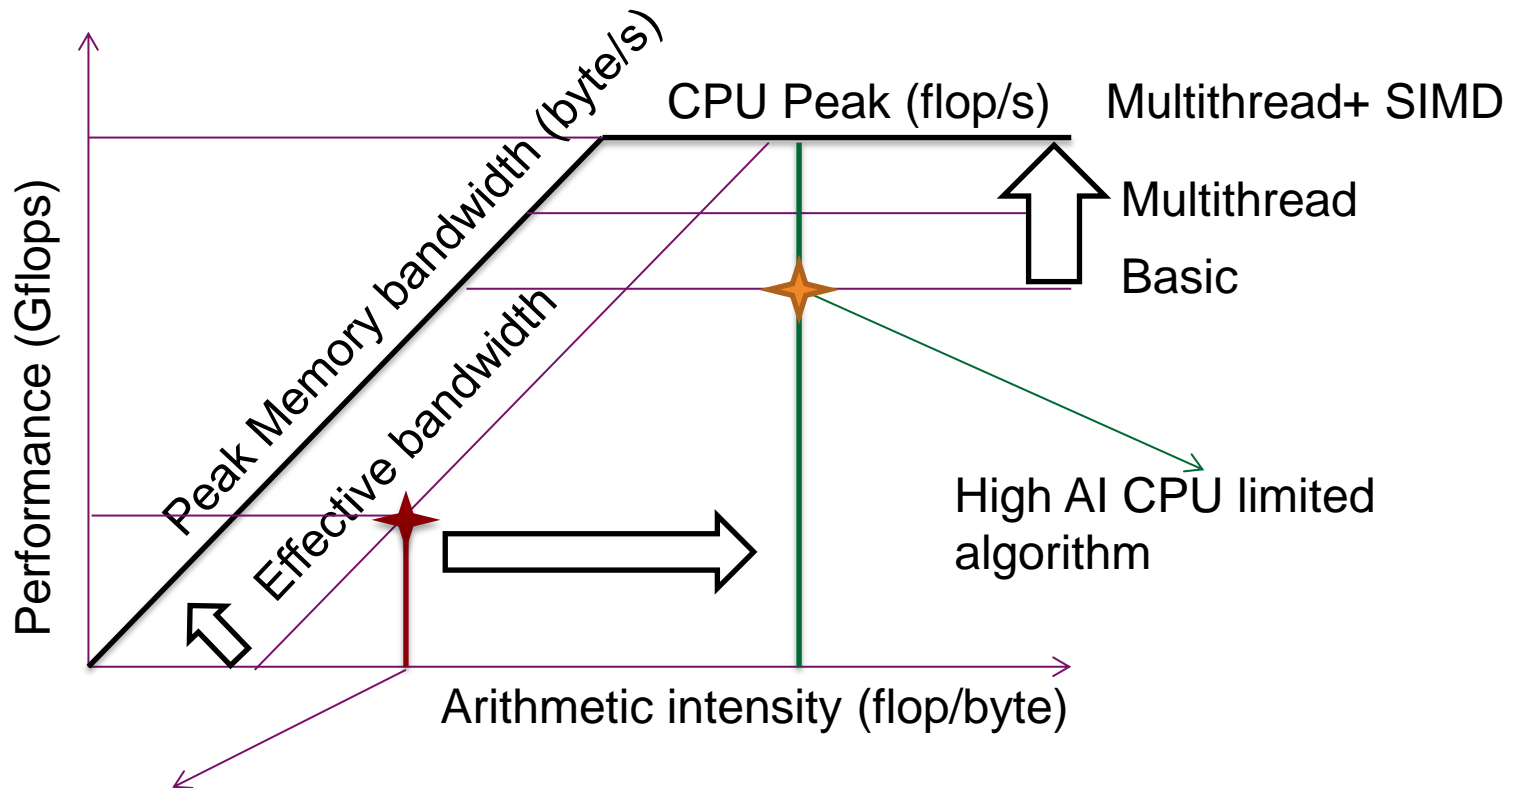 Performance (Gflops)
Peak Memory bandwidth (byte/s)
Effective bandwidth
CPU Peak (flop/s)
Multithread+ SIMD
Multithread
Basic
High AI CPU limited
algorithm
Arithmetic intensity (flop/byte)